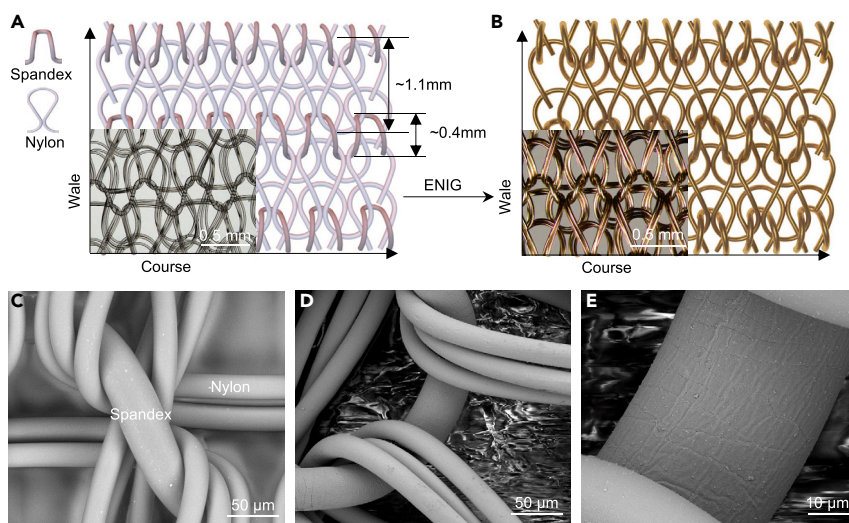 A
Spandex
Nylon
Wale
~1.1mm
~0.4mm
0.5 mm
Course
ENIG
B
Wale
0.5 mm
Course
C
Nylon
Spandex
50 µm
D
50 µm
E
10 µm